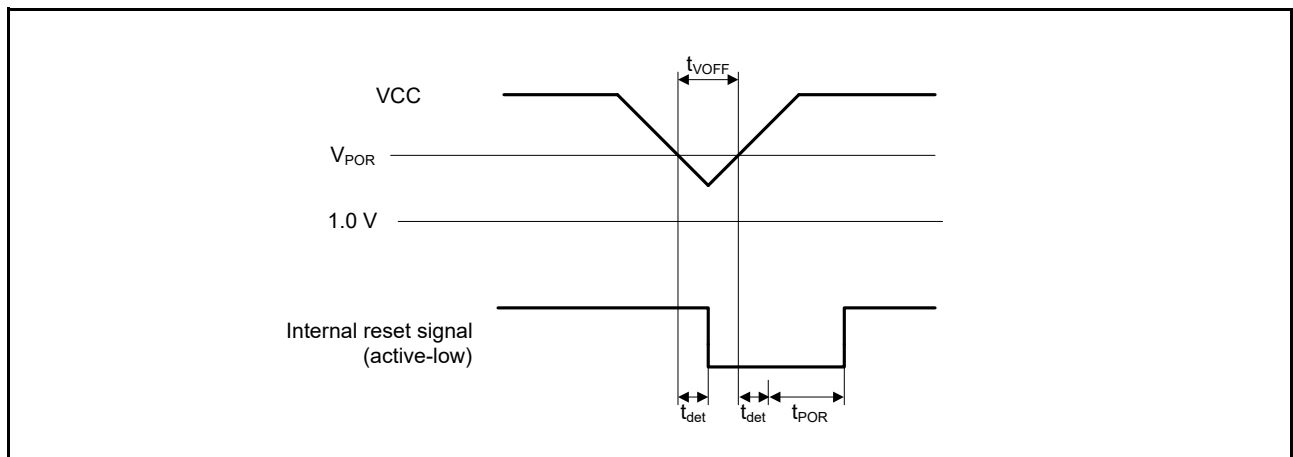 tVOFF
VCC
VPOR
1.0 V
Internal reset signal
(active-low)
tdet
tdet
tPOR